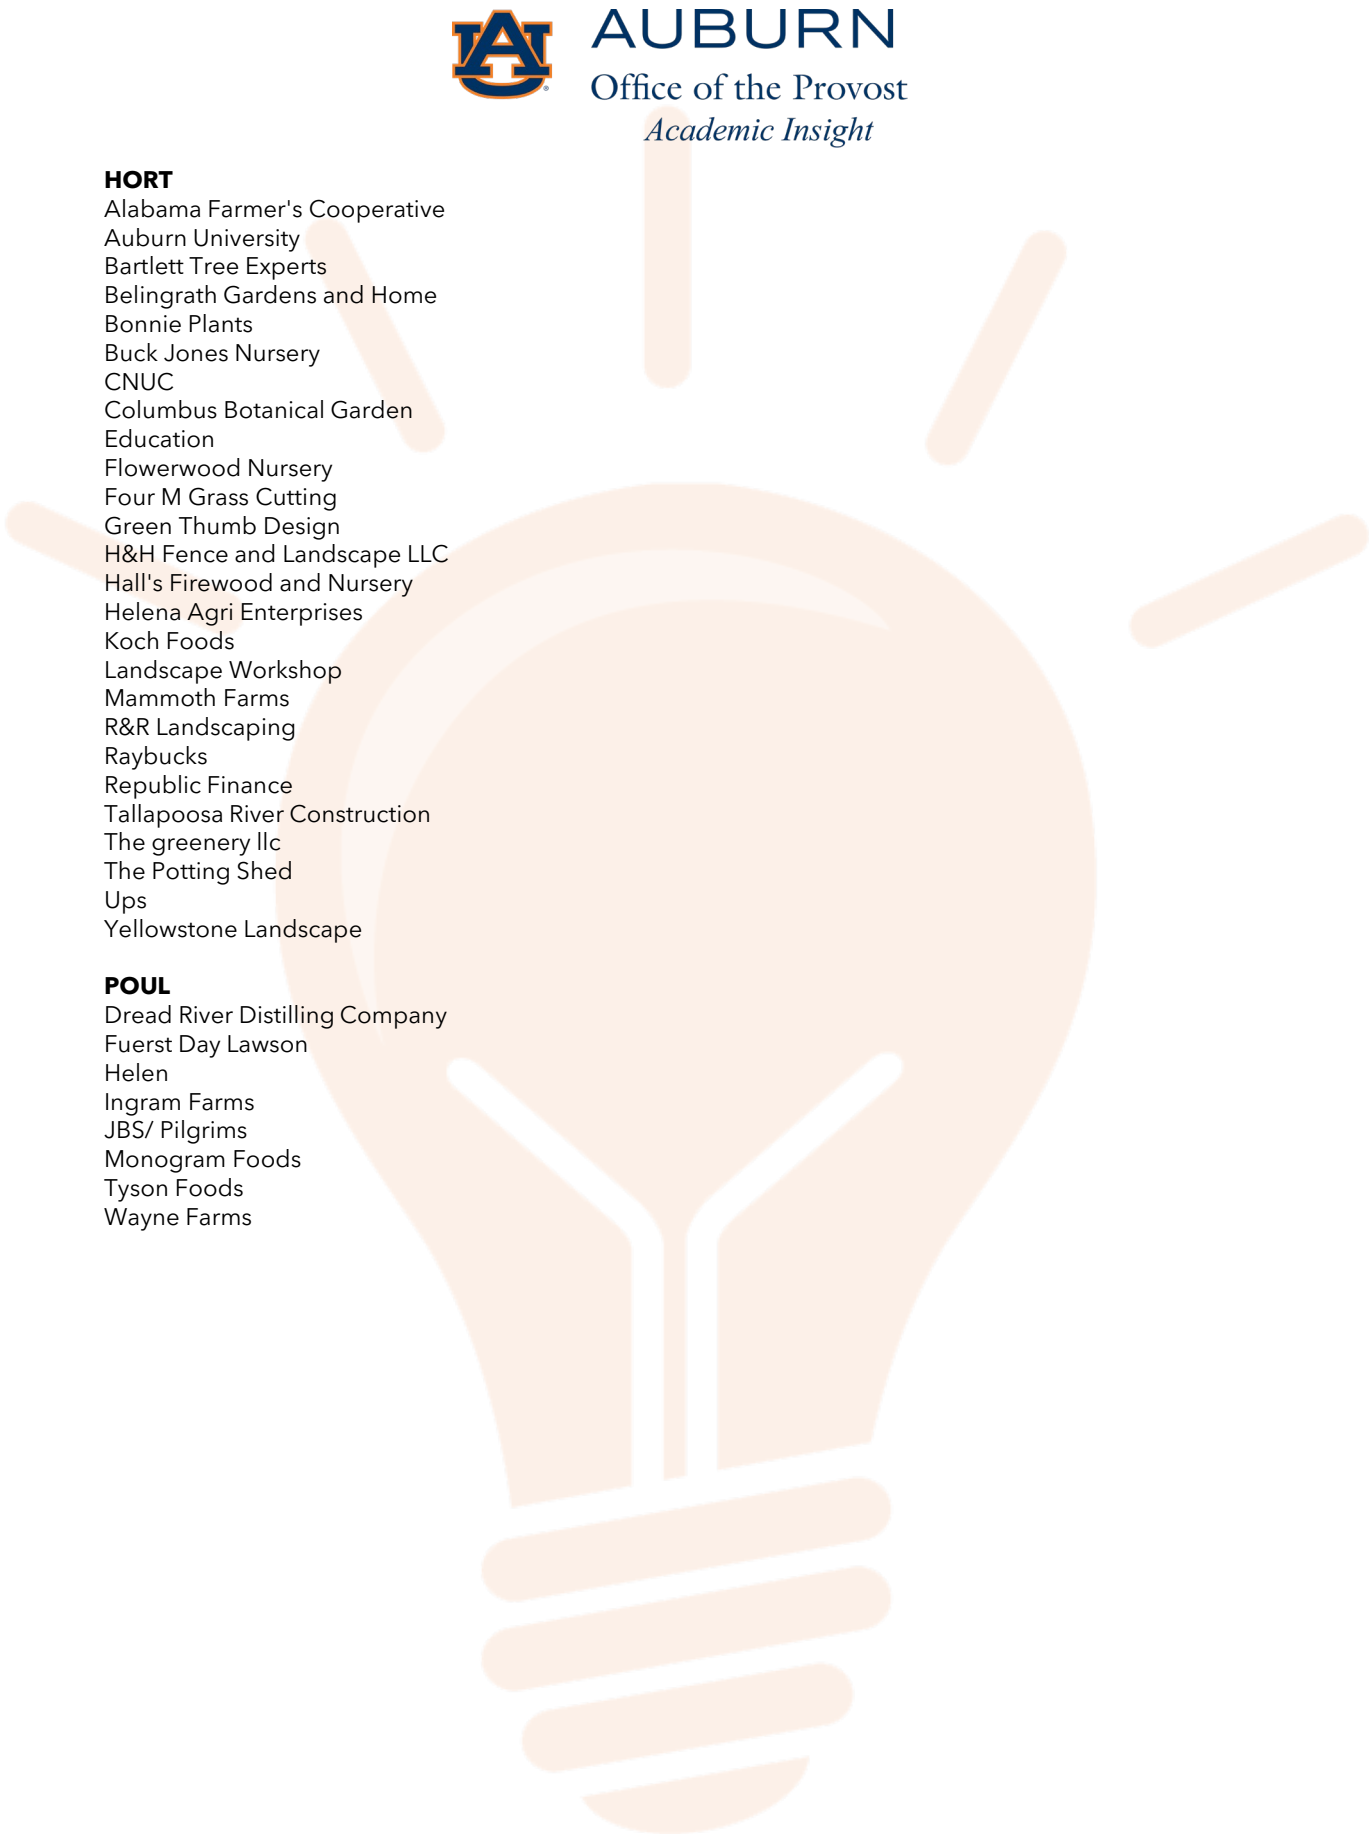 AUBURN
Office of the Provost
Academic Insight
HORT
Alabama Farmer's Cooperative
Auburn University
Bartlett Tree Experts
Belingrath Gardens and Home
Bonnie Plants
Buck Jones Nursery
CNUC
Columbus Botanical Garden
Education
Flowerwood Nursery
Four M Grass Cutting
Green Thumb Design
H&H Fence and Landscape LLC
Hall's Firewood and Nursery
Helena Agri Enterprises
Koch Foods
Landscape Workshop
Mammoth Farms
R&R Landscaping
Raybucks
Republic Finance
Tallapoosa River Construction
The greenery llc
The Potting Shed
Ups
Yellowstone Landscape
POUL
Dread River Distilling Company
Fuerst Day Lawson
Helen
Ingram Farms
JBS/ Pilgrims
Monogram Foods
Tyson Foods
Wayne Farms